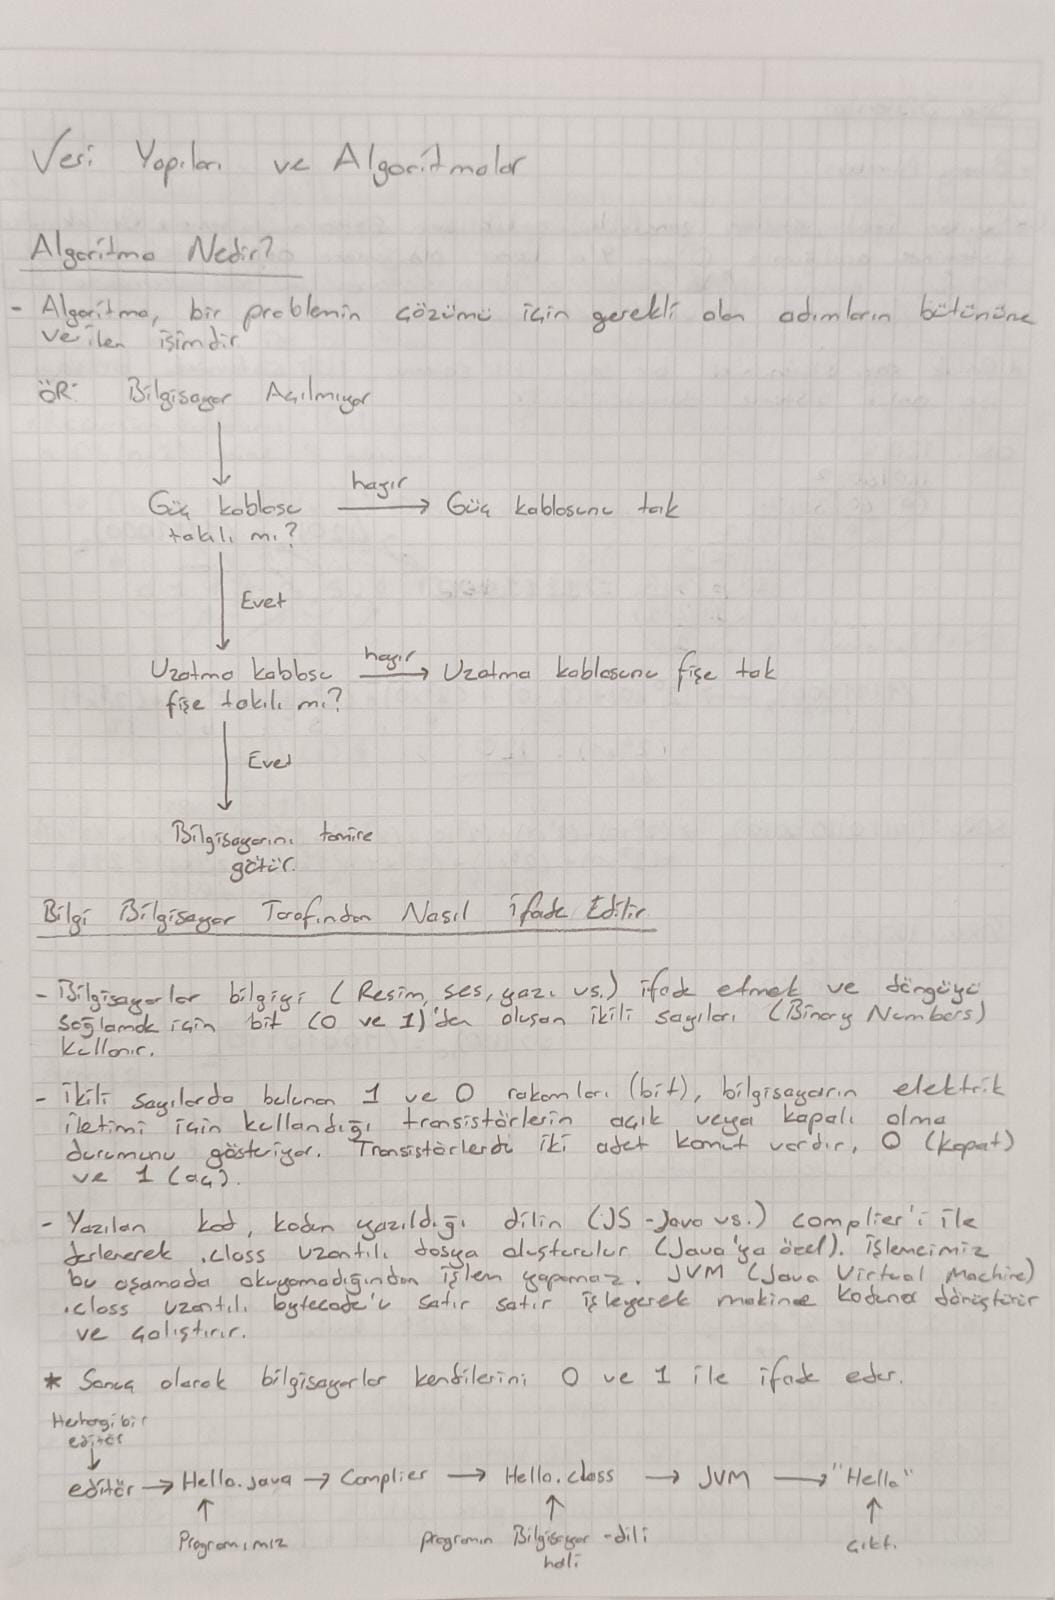 Veri Yapıları ve Algoritmalar
Algoritma Nedir?
- Algoritma, bir problemin çözümü için gerekli olan adımların bütününe
verilen isimdir.
ÖR: Bilgisayar Açılmıyor
hayır
Güç kablosu → Güç kablosunu tak
takılı mı?
Evet
hayır
Uzatma kablosu → Uzatma kablosunu fişe tak
fişe takılı mı?
Evet
Bilgisayarını tamire
götür.
Bilgi Bilgisayar Tarafından Nasıl İfade Edilir
- Bilgisayarlar bilgiyi (Resim, ses, yazı vs.) ifade etmek ve döngüyü
sağlamak için bit (0 ve 1)'den oluşan ikili sayıları (Binary Numbers)
kullanır.
- İkili sayılarda bulunan 1 ve 0 rakamları (bit), bilgisayarın elektrik
iletimi için kullandığı transistörlerin açık veya kapalı olma
durumunu gösteriyor. Transistörlerde iki adet komut vardır, 0 (kapat)
ve 1 (aç).
- Yazılan kod, kodun yazıldığı dilin (JS - Java vs.) complier'i ile
derlenerek .class uzantılı dosya oluşturulur (Java'ya özel). İşlemcimiz
bu aşamada okuyamadığından işlem yapamaz. JVM (Java Virtual Machine)
.class uzantılı bytecode'u satır satır işleyerek makine koduna dönüştürür
ve çalıştırır.
* Sonuç olarak bilgisayarlar kendilerini 0 ve 1 ile ifade eder.
Herhangi bir
editör
editör → Hello.java → Complier → Hello.class → JVM → "Hello"
Programımız programın Bilgisayar - dili çıktı
hali